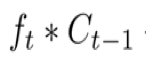 f_t * C_{t-1}